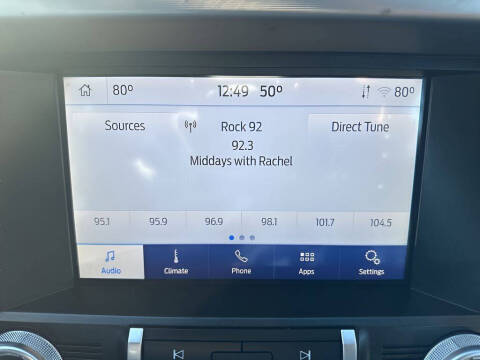 80° 12:49 50° 80°
Sources Rock 92 Direct Tune
92.3
Middays with Rachel
95.1 95.9 96.9 98.1 101.7 104.5
Audio Climate Phone Apps Settings